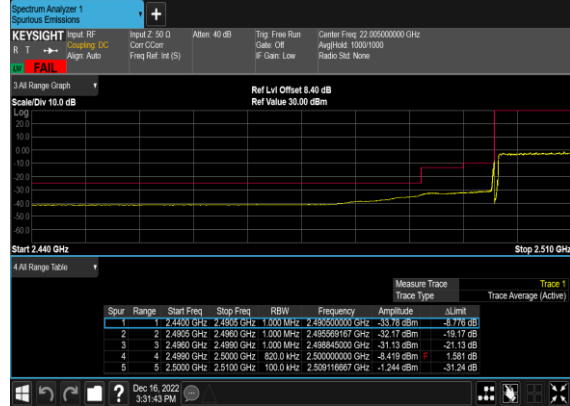 Spectrum Analyzer 1
Spurious Emissions
KEYSIGHT Input: RF Input Z: 50 Ω Atten: 40 dB Trig: Free Run Center Freq: 22.005000000 GHz
R T Coupling: DC Corr CCorr Gate: Off Avg|Hold: 1000/1000
Align: Auto Freq Ref: Int (S) IF Gain: Low Radio Std: None
LW FAIL
3 All Range Graph
Ref Lvl Offset 8.40 dB
Scale/Div 10.0 dB Ref Value 30.00 dBm
Log
20.0
10.0
0.00
-10.0
-20.0
-30.0
-40.0
-50.0
-60.0
Start 2.440 GHz Stop 2.510 GHz
4 All Range Table
Measure Trace Trace 1
Trace Type Trace Average (Active)
Spur Range Start Freq Stop Freq RBW Frequency Amplitude ΔLimit
1 1 2.4400 GHz 2.4905 GHz 1.000 MHz 2.490500000 GHz -33.78 dBm -8.776 dB
2 2 2.4905 GHz 2.4960 GHz 1.000 MHz 2.495569167 GHz -32.17 dBm -19.17 dB
3 3 2.4960 GHz 2.4990 GHz 1.000 MHz 2.498845000 GHz -31.13 dBm -21.13 dB
4 4 2.4990 GHz 2.5000 GHz 820.0 kHz 2.500000000 GHz -8.419 dBm F 1.581 dB
5 5 2.5000 GHz 2.5100 GHz 100.0 kHz 2.509116667 GHz -1.244 dBm -31.24 dB
? Dec 16, 2022
3:31:43 PM